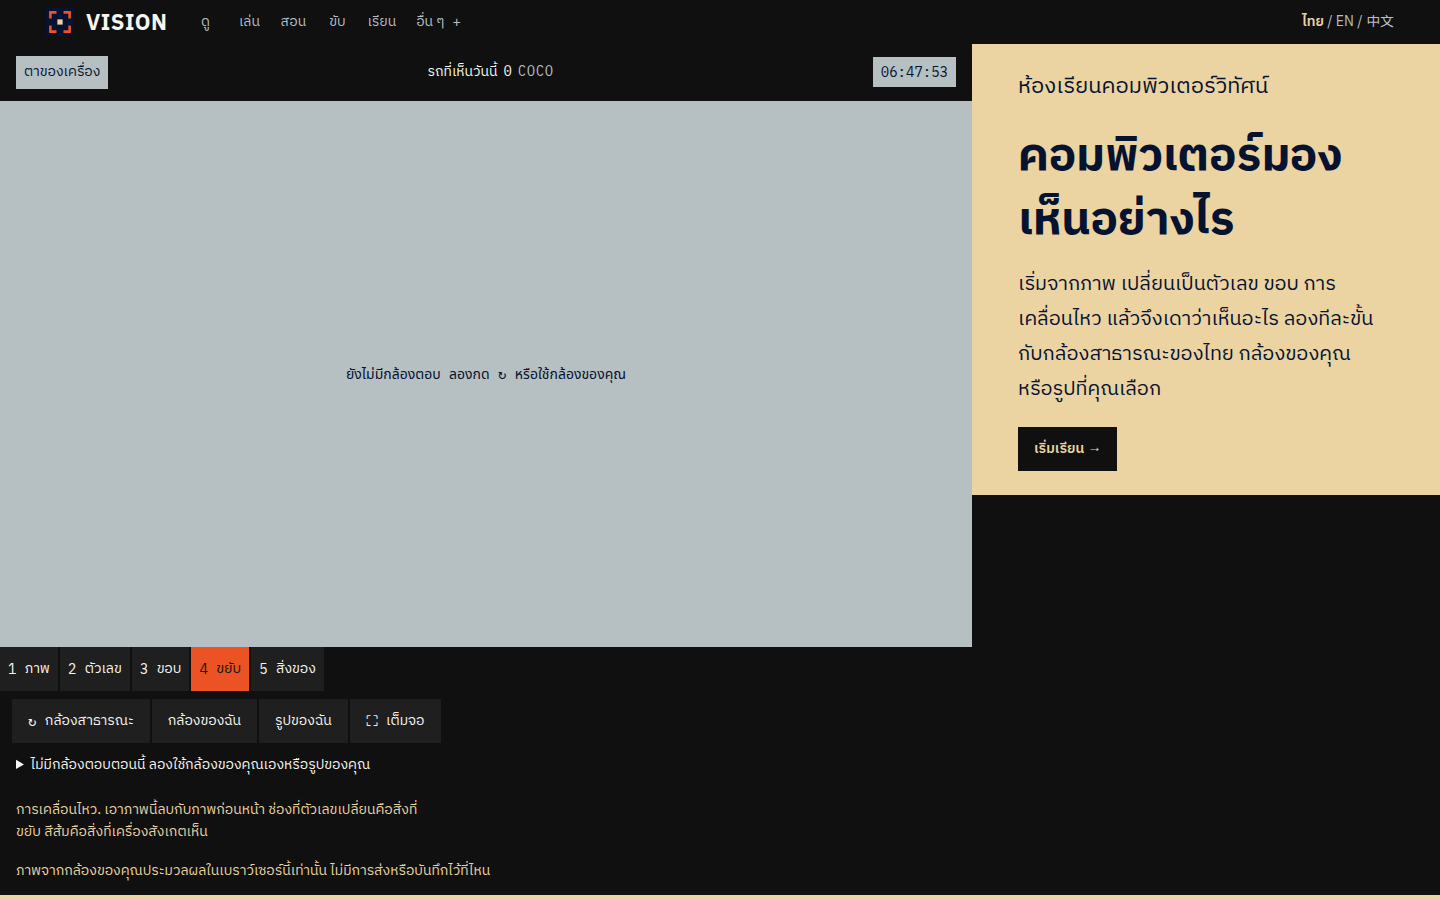 VISION
ดู เล่น สอน ขับ เรียน อื่น ๆ +
ไทย / EN / 中文
ตาของเครื่อง
รถที่เห็นวันนี้ 0 COCO
06:47:53
ห้องเรียนคอมพิวเตอร์วิทัศน์
คอมพิวเตอร์มอง
เห็นอย่างไร
เริ่มจากภาพ เปลี่ยนเป็นตัวเลข ขอบ การ
เคลื่อนไหว แล้วจึงเดาว่าเห็นอะไร ลองทีละขั้น
กับกล้องสาธารณะของไทย กล้องของคุณ
หรือรูปที่คุณเลือก
เริ่มเรียน →
ยังไม่มีกล้องตอบ ลองกด ↻ หรือใช้กล้องของคุณ
1 ภาพ 2 ตัวเลข 3 ขอบ 4 ขยับ 5 สิ่งของ
↻ กล้องสาธารณะ กล้องของฉัน รูปของฉัน ⛶ เต็มจอ
▶ ไม่มีกล้องตอบตอนนี้ ลองใช้กล้องของคุณเองหรือรูปของคุณ
การเคลื่อนไหว. เอาภาพนี้ลบกับภาพก่อนหน้า ช่องที่ตัวเลขเปลี่ยนคือสิ่งที่
ขยับ สีส้มคือสิ่งที่เครื่องสังเกตเห็น
ภาพจากกล้องของคุณประมวลผลในเบราว์เซอร์นี้เท่านั้น ไม่มีการส่งหรือบันทึกไว้ที่ไหน